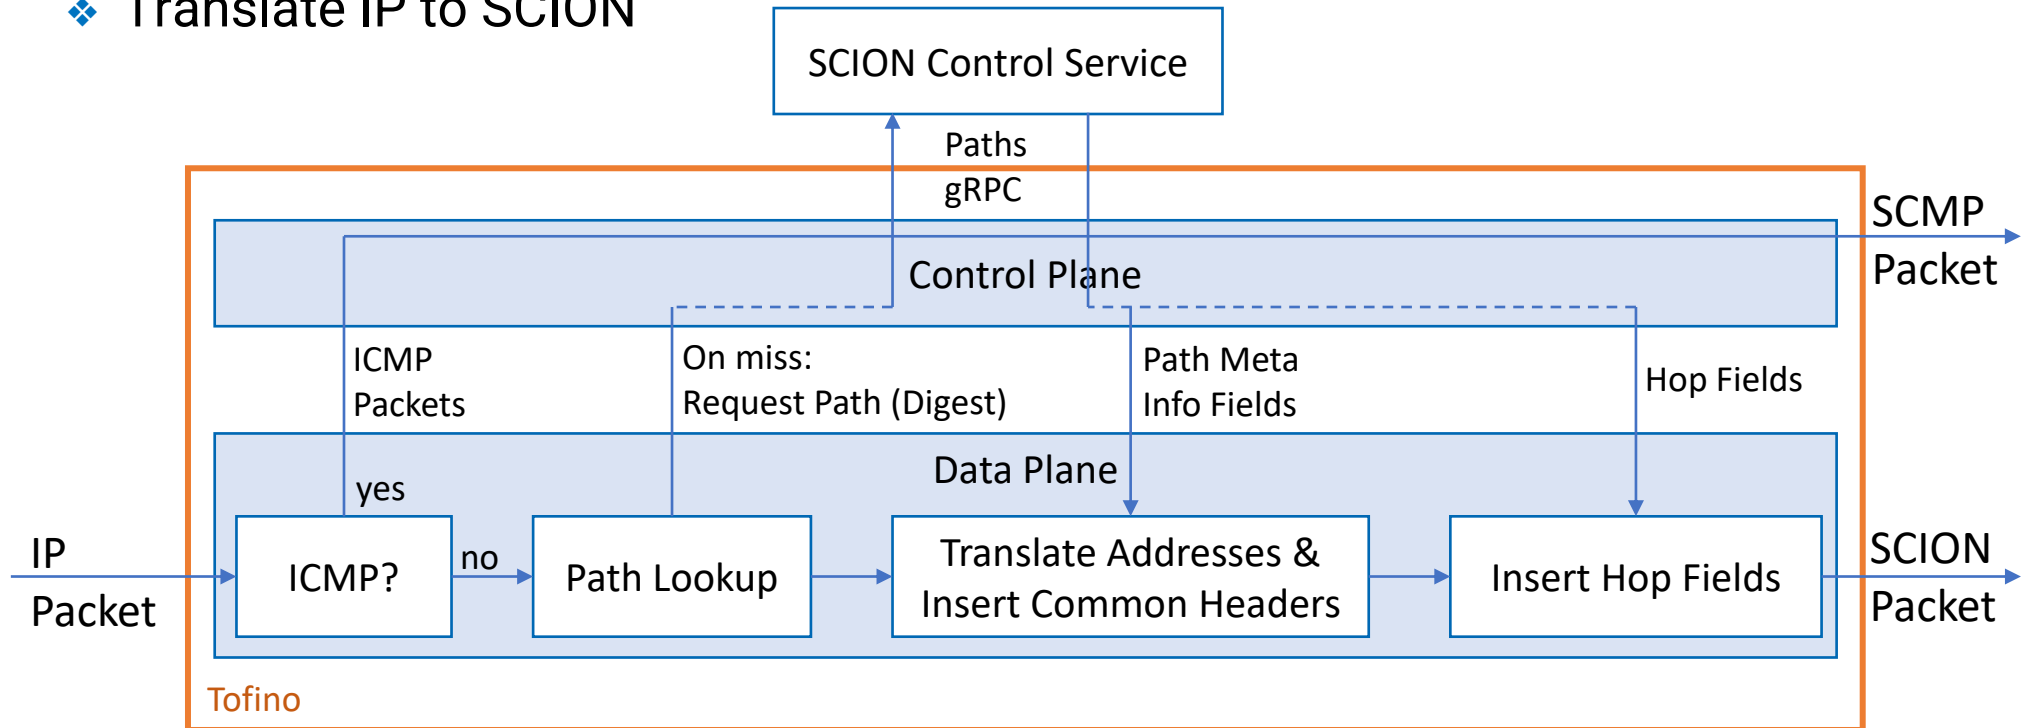 ❖ Translate IP to SCION
SCION Control Service
Paths
gRPC
SCMP
Packet
Control Plane
ICMP
Packets
On miss:
Request Path (Digest)
Path Meta
Info Fields
Hop Fields
Data Plane
yes
IP
Packet
ICMP?
no
Path Lookup
Translate Addresses &
Insert Common Headers
Insert Hop Fields
SCION
Packet
Tofino